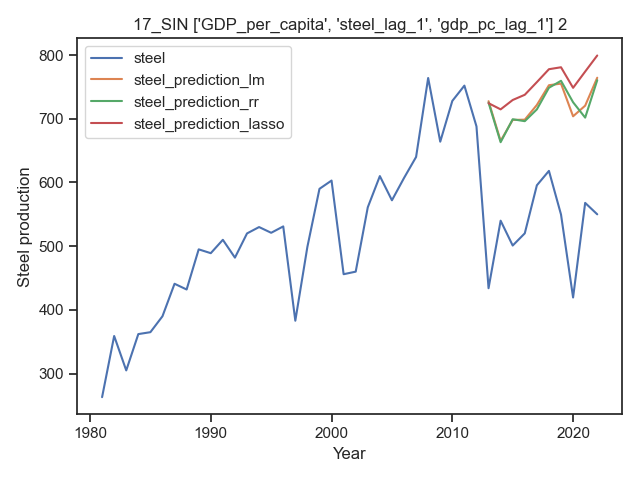 17_SIN ['GDP_per_capita', 'steel_lag_1', 'gdp_pc_lag_1'] 2
steel
steel_prediction_lm
steel_prediction_rr
steel_prediction_lasso
Steel production
800
700
600
500
400
300
1980
1990
2000
2010
2020
Year